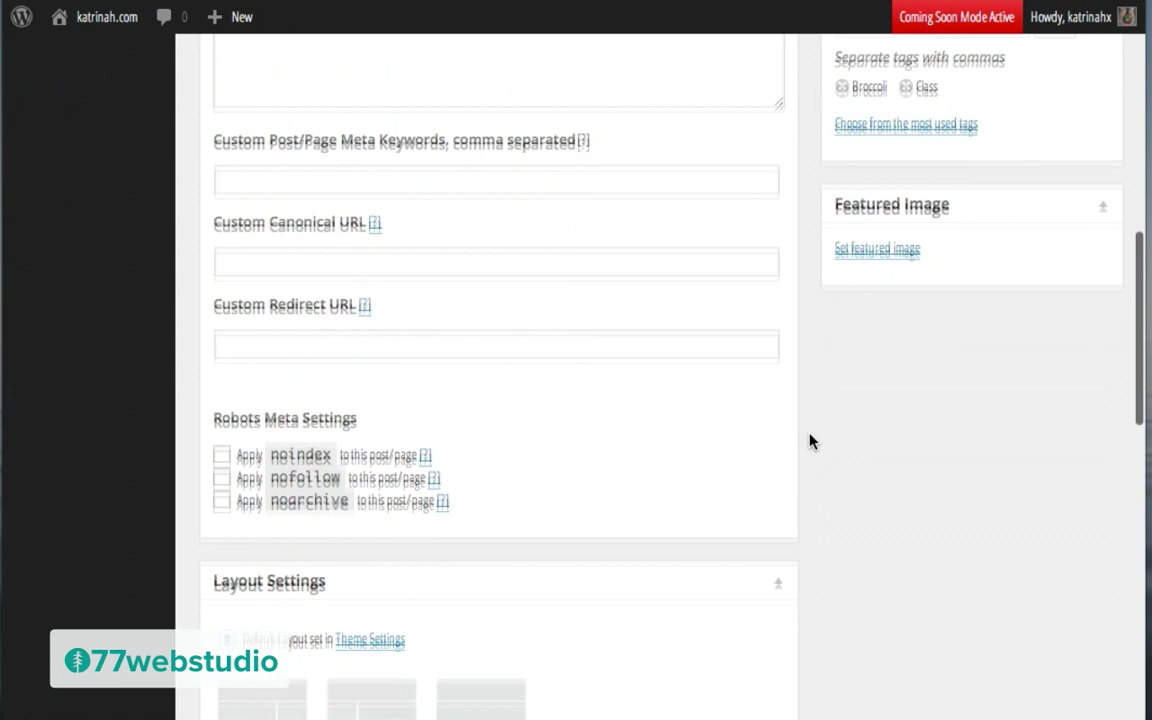 katrinah.com 0 New Coming Soon Mode Active Howdy, katrinahx
Separate tags with commas
Broccoli Class
Choose from the most used tags
Custom Post/Page Meta Keywords, comma separated[?]
Featured Image
Custom Canonical URL [?]
Set featured image
Custom Redirect URL [?]
Robots Meta Settings
Apply noindex to this post/page [?]
Apply nofollow to this post/page [?]
Apply noarchive to this post/page [?]
Layout Settings
Default Layout set in Theme Settings
77webstudio